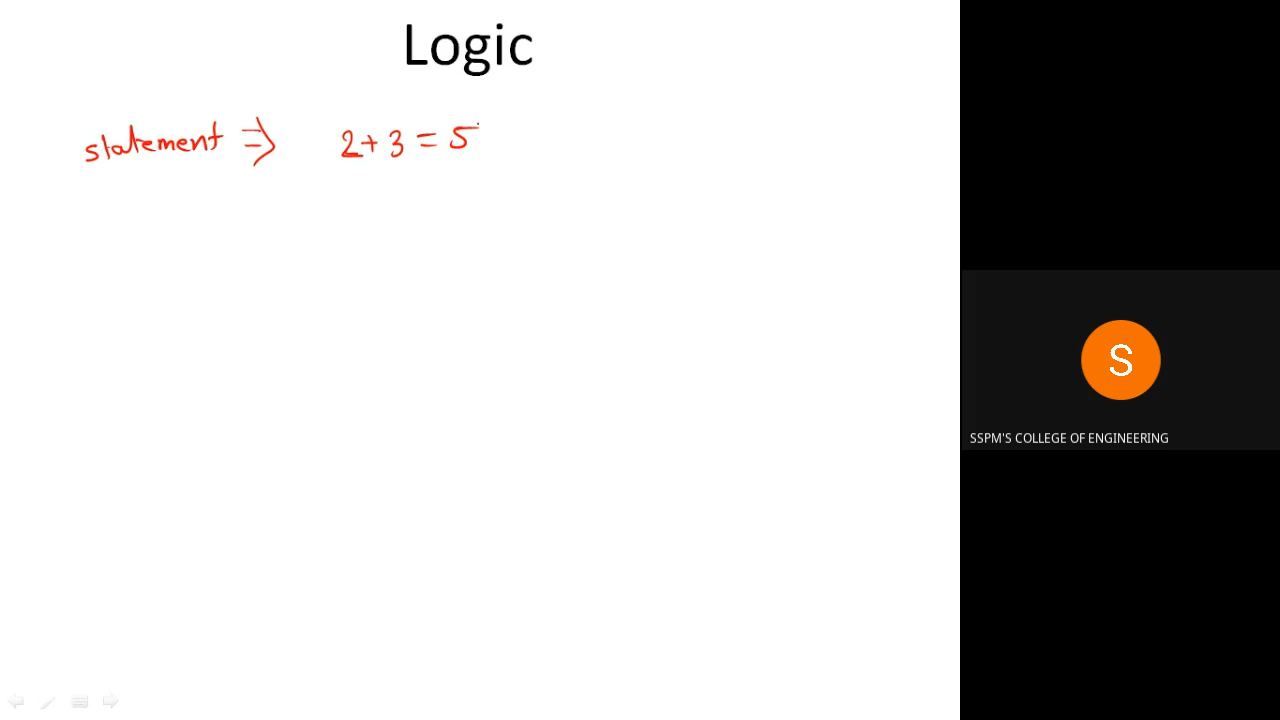 Logic
statement ⇒ 2 + 3 = 5
S
SSPM'S COLLEGE OF ENGINEERING